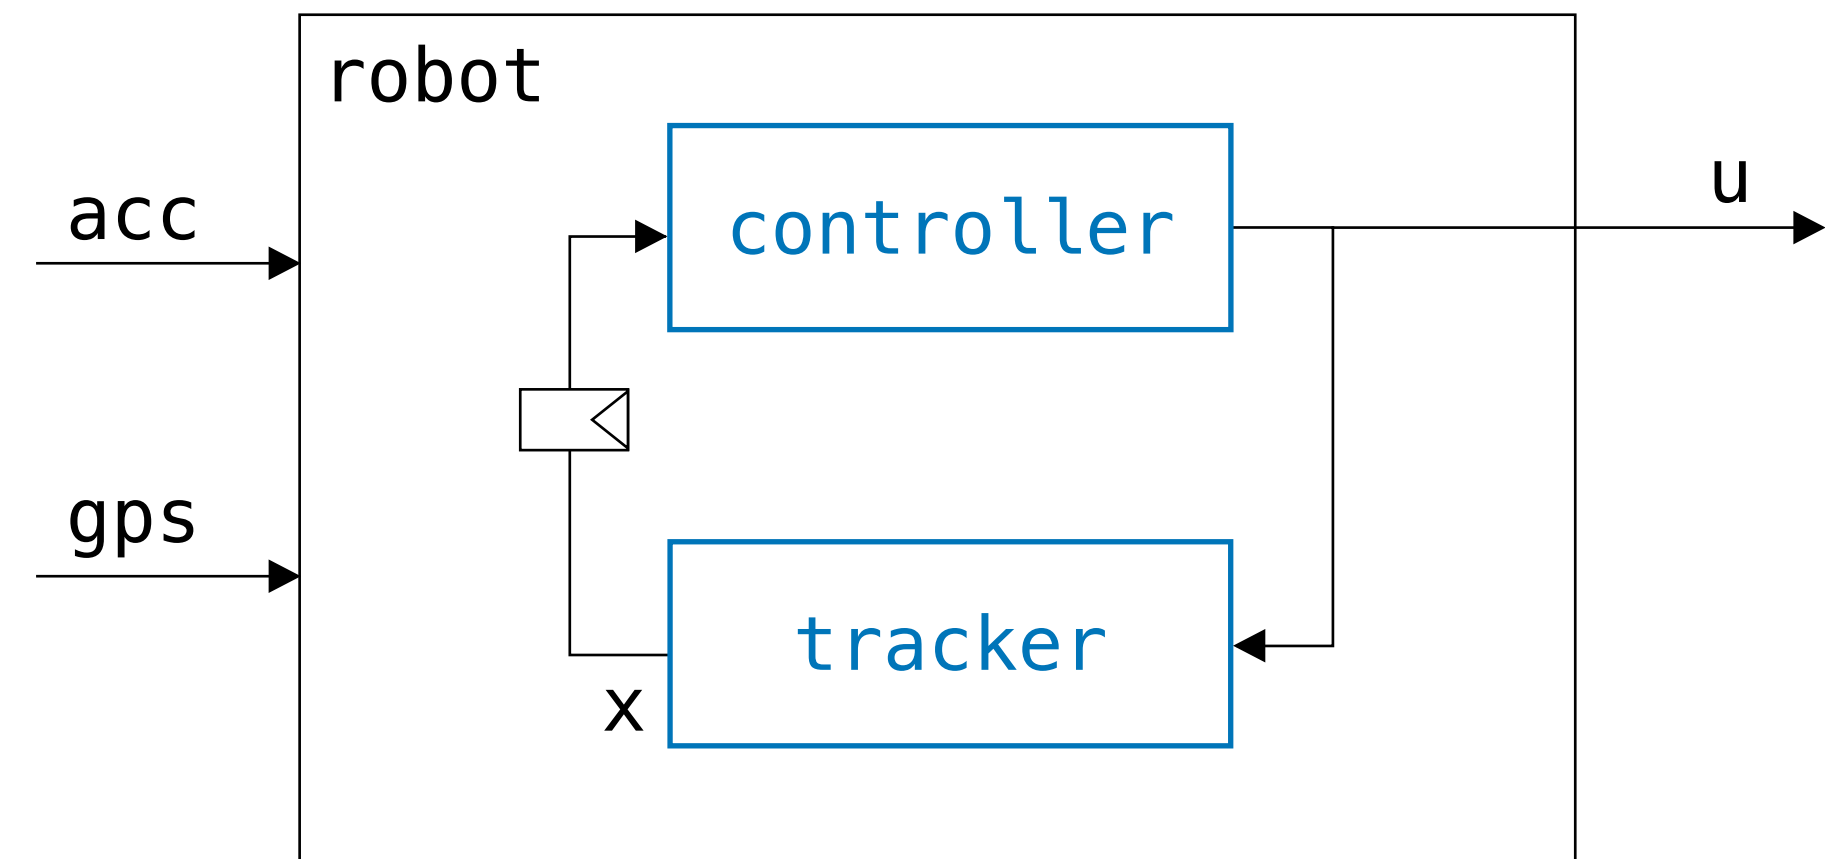 robot
acc
controller
u
gps
tracker
x